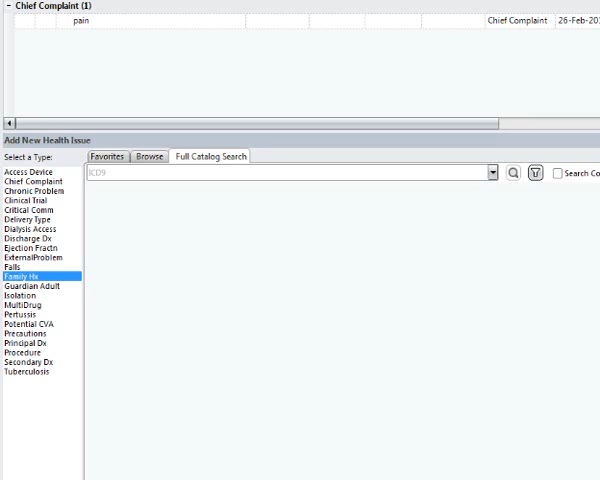 Chief Complaint (1)
pain Chief Complaint 26-Feb-20
Add New Health Issue
Select a Type: Favorites Browse Full Catalog Search
ICD9 Search Co
Access Device
Chief Complaint
Chronic Problem
Clinical Trial
Critical Comm
Delivery Type
Dialysis Access
Discharge Dx
Ejection Fractn
ExternalProblem
Falls
Family Hx
Guardian Adult
Isolation
MultiDrug
Pertussis
Potential CVA
Precautions
Principal Dx
Procedure
Secondary Dx
Tuberculosis